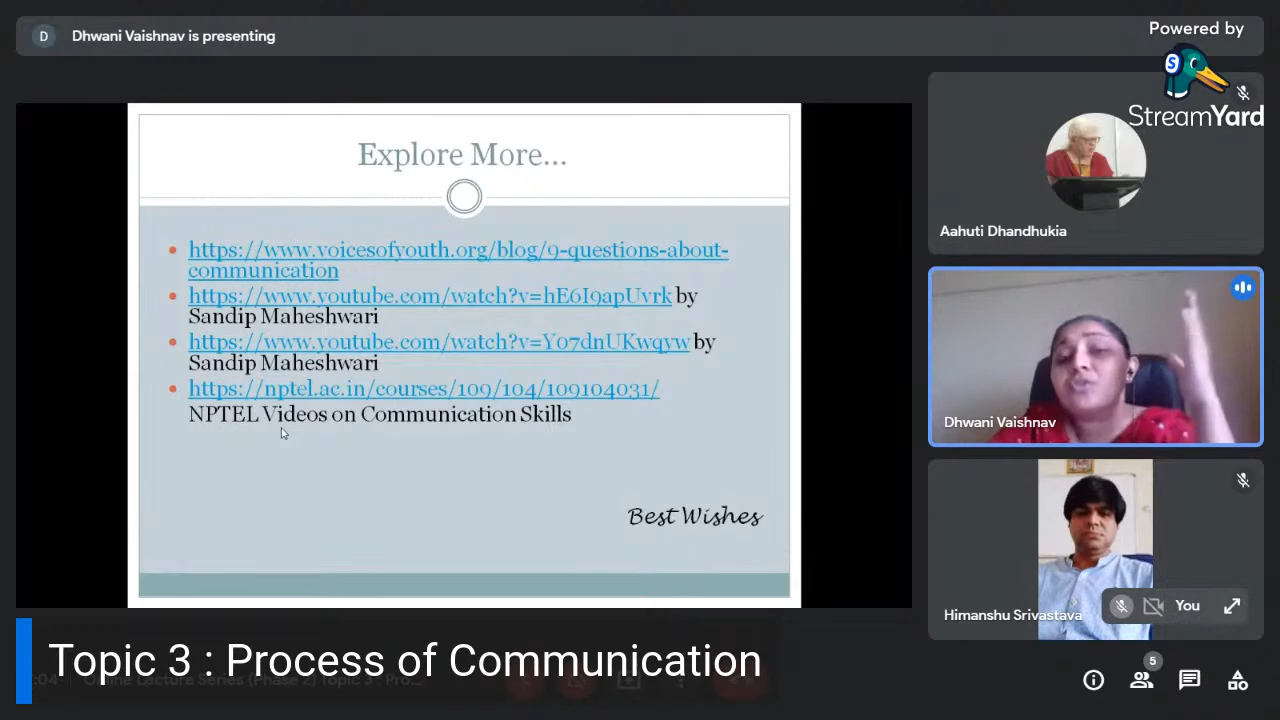 D Dhwani Vaishnav is presenting
Powered by
S
StreamYard
Explore More...
https://www.voicesofyouth.org/blog/9-questions-about-
communication
https://www.youtube.com/watch?v=hE6I9apUvrk by
Sandip Maheshwari
https://www.youtube.com/watch?v=Y07dnUKwqyw by
Sandip Maheshwari
https://nptel.ac.in/courses/109/104/109104031/
NPTEL Videos on Communication Skills
Best Wishes
Aahuti Dhandhukia
Dhwani Vaishnav
Himanshu Srivastava
You
Topic 3 : Process of Communication
5